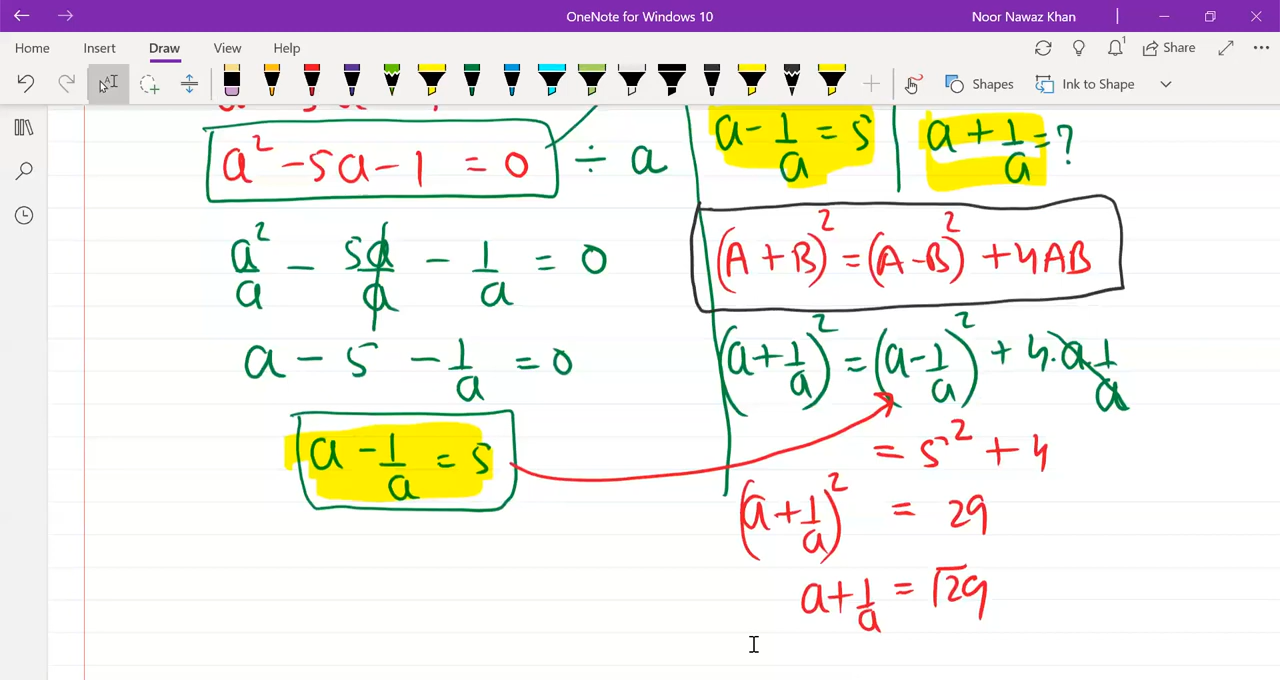 OneNote for Windows 10
Noor Nawaz Khan
Home Insert Draw View Help
Share
Shapes
Ink to Shape
a² - 5a - 1 = 0 ÷ a
a²/a - 5a/a - 1/a = 0
a - 5 - 1/a = 0
a - 1/a = 5
a - 1/a = 5
a + 1/a = ?
(A + B)² = (A - B)² + 4AB
(a + 1/a)² = (a - 1/a)² + 4·a·1/a
= 5² + 4
(a + 1/a)² = 29
a + 1/a = √29